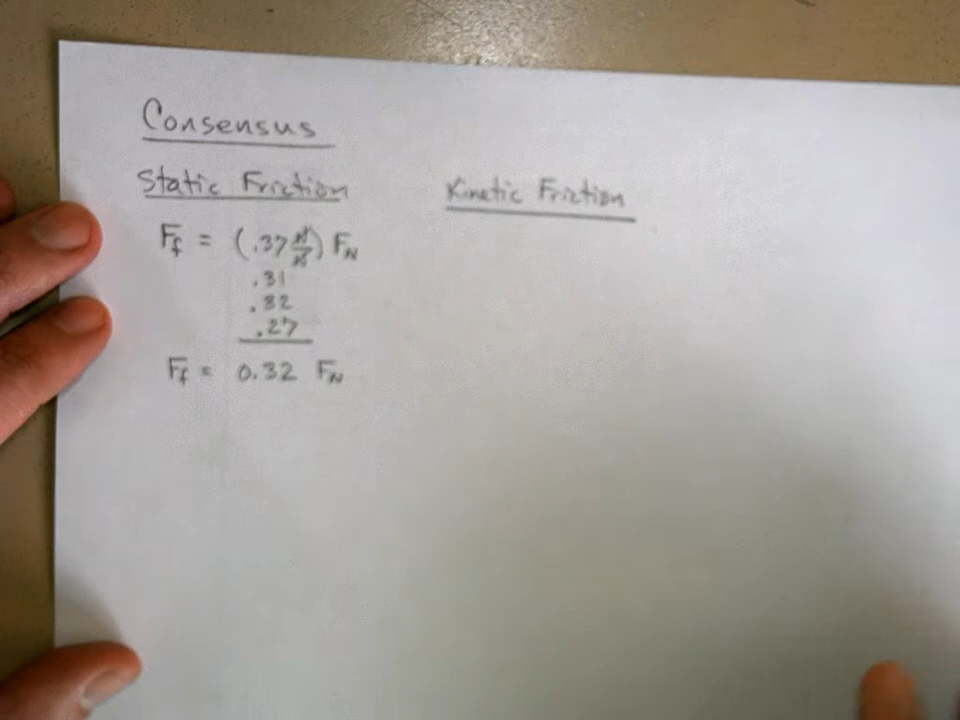 Consensus
Static Friction
Kinetic Friction
Ff = (.37 N/N) FN
.31
.32
.27
Ff = 0.32 FN